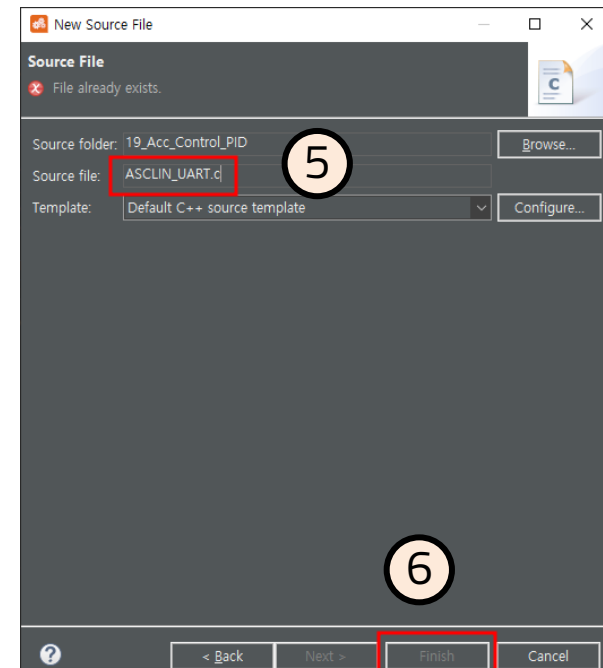 New Source File
Source File
File already exists.
Source folder: 19_Acc_Control_PID Browse...
5
Source file: ASCLIN_UART.c
Template: Default C++ source template Configure...
6
< Back Next > Finish Cancel